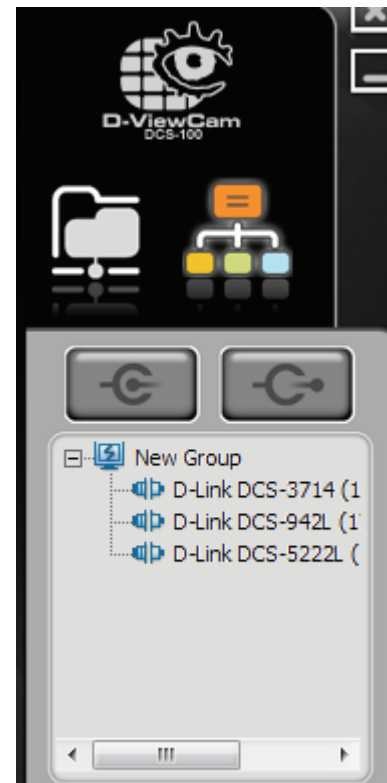 D-ViewCam
DCS-100
New Group
D-Link DCS-3714 (1
D-Link DCS-942L (1
D-Link DCS-5222L (